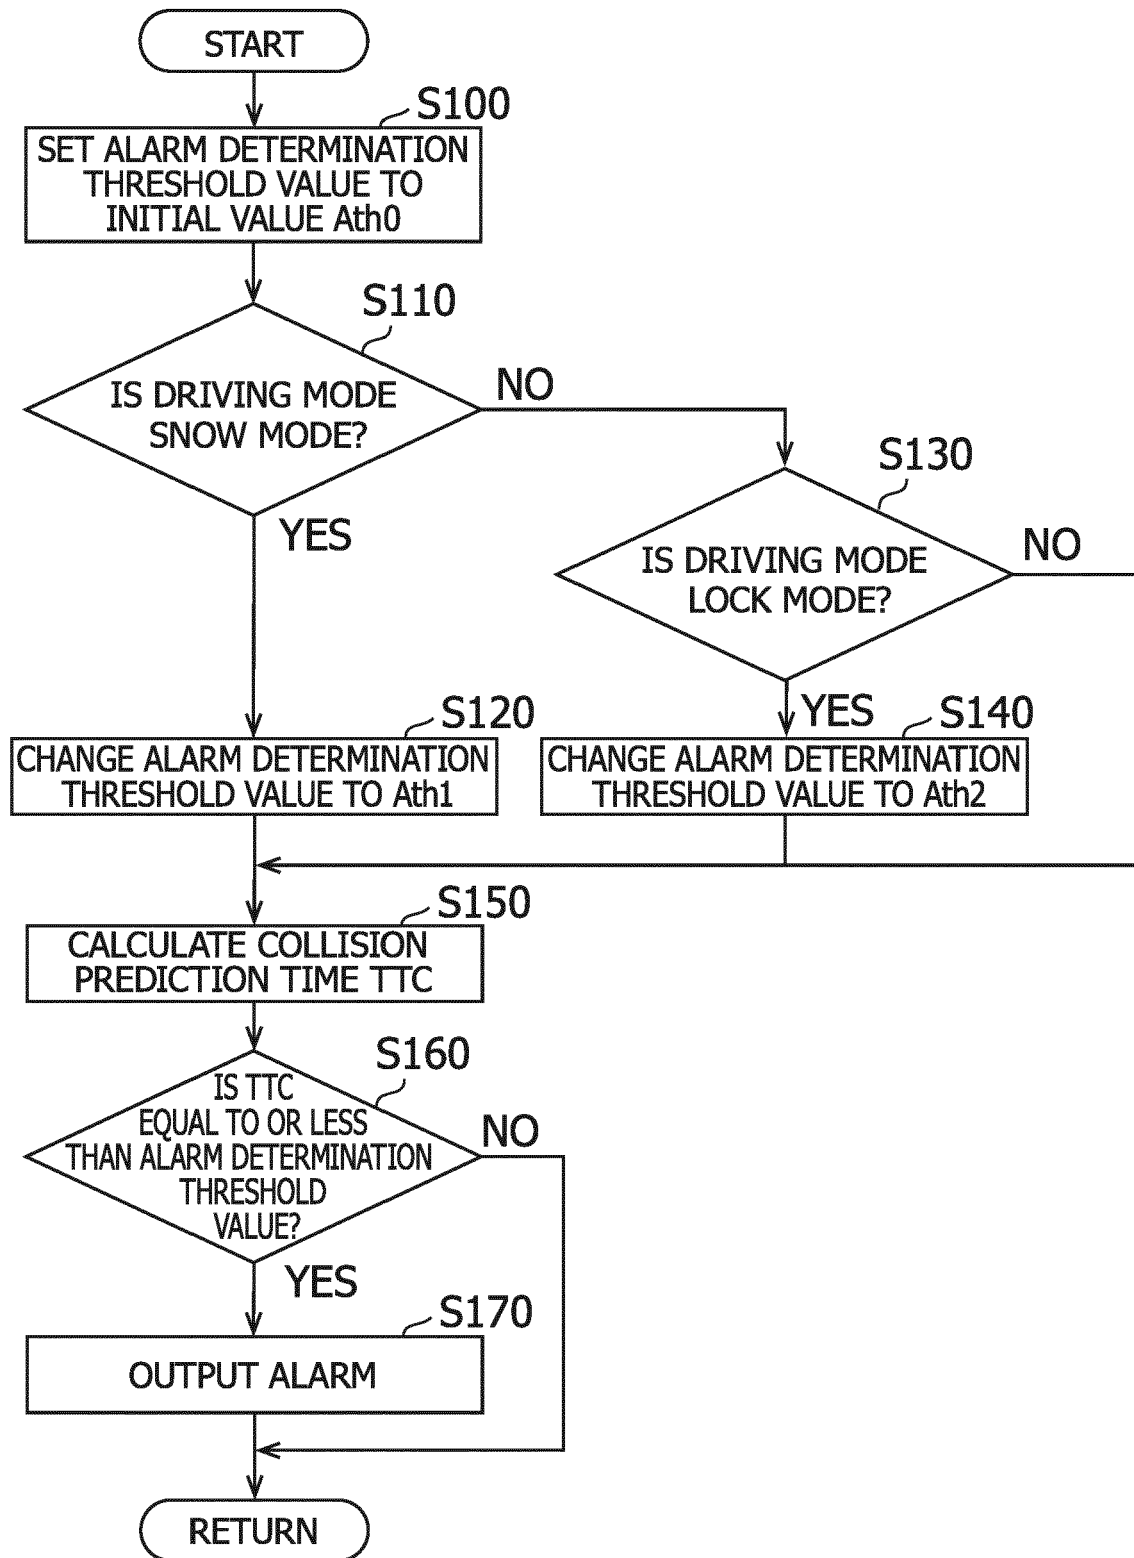 START
S100
SET ALARM DETERMINATION
THRESHOLD VALUE TO
INITIAL VALUE Ath0
S110
IS DRIVING MODE
SNOW MODE?
NO
YES
S130
IS DRIVING MODE
LOCK MODE?
NO
YES
S120
CHANGE ALARM DETERMINATION
THRESHOLD VALUE TO Ath1
S140
CHANGE ALARM DETERMINATION
THRESHOLD VALUE TO Ath2
S150
CALCULATE COLLISION
PREDICTION TIME TTC
S160
IS TTC
EQUAL TO OR LESS
THAN ALARM DETERMINATION
THRESHOLD
VALUE?
NO
YES
S170
OUTPUT ALARM
RETURN